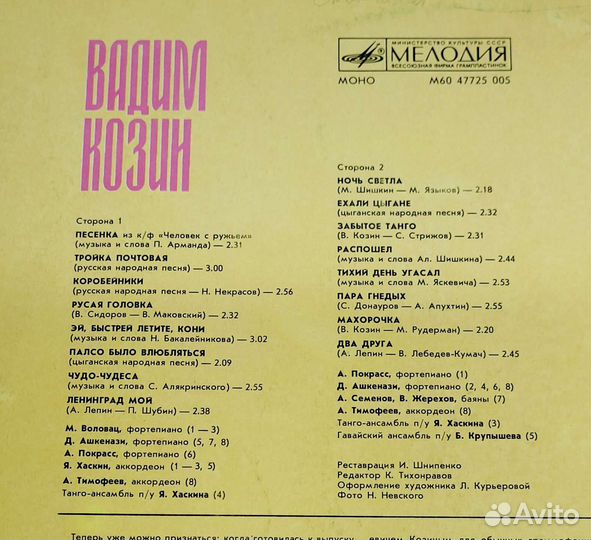 ВАДИМ
КОЗИН
МИНИСТЕРСТВО КУЛЬТУРЫ СССР
МЕЛОДИЯ
ВСЕСОЮЗНАЯ ФИРМА ГРАМПЛАСТИНОК
МОНО М60 47725 005
Сторона 1
ПЕСЕНКА из к/ф «Человек с ружьем»
(музыка и слова П. Арманда) — 2.31
ТРОЙКА ПОЧТОВАЯ
(русская народная песня) — 3.00
КОРОБЕЙНИКИ
(русская народная песня — Н. Некрасов) — 2.56
РУСАЯ ГОЛОВКА
(В. Сидоров — В. Маковский) — 2.32
ЭЙ, БЫСТРЕЙ ЛЕТИТЕ, КОНИ
(музыка и слова Н. Бакалейникова) — 3.02
ПАЛСО БЫЛО ВЛЮБЛЯТЬСЯ
(цыганская народная песня) — 2.09
ЧУДО-ЧУДЕСА
(музыка и слова С. Алякринского) — 2.55
ЛЕНИНГРАД МОЙ
(А. Лепин — П. Шубин) — 2.38
М. Воловац, фортепиано (1 — 3)
Д. Ашкенази, фортепиано (5, 7, 8)
А. Покрасс, фортепиано (6)
Я. Хаскин, аккордеон (1 — 3, 5)
А. Тимофеев, аккордеон (8)
Танго-ансамбль п/у Я. Хаскина (4)
Сторона 2
НОЧЬ СВЕТЛА
(М. Шишкин — М. Языков) — 2.18
ЕХАЛИ ЦЫГАНЕ
(цыганская народная песня) — 2.32
ЗАБЫТОЕ ТАНГО
(В. Козин — С. Стрижов) — 2.31
РАСПОШЕЛ
(музыка и слова Ал. Шишкина) — 2.44
ТИХИЙ ДЕНЬ УГАСАЛ
(музыка и слова М. Яскевича) — 2.53
ПАРА ГНЕДЫХ
(С. Донауров — А. Апухтин) — 2.55
МАХОРОЧКА
(В. Козин — М. Рудерман) — 2.20
ДВА ДРУГА
(А. Лепин — В. Лебедев-Кумач) — 2.45
А. Покрасс, фортепиано (1)
Д. Ашкенази, фортепиано (2, 4, 6, 8)
А. Семенов, В. Жерехов, баяны (7)
А. Тимофеев, аккордеон (8)
Танго-ансамбль п/у Я. Хаскина (3)
Гавайский ансамбль п/у Б. Крупышева (5)
Реставрация И. Шнипенко
Редактор К. Тихонравов
Оформление художника Л. Курьеровой
Фото Н. Невского
Теперь уже можно признаться: когда готовилась к выпуску
Avito